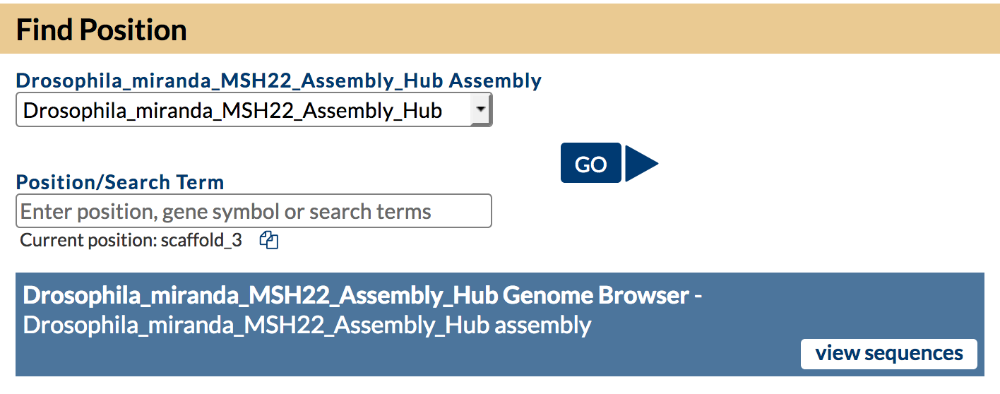 Find Position
Drosophila_miranda_MSH22_Assembly_Hub Assembly
Drosophila_miranda_MSH22_Assembly_Hub
GO
Position/Search Term
Enter position, gene symbol or search terms
Current position: scaffold_3
Drosophila_miranda_MSH22_Assembly_Hub Genome Browser -
Drosophila_miranda_MSH22_Assembly_Hub assembly
view sequences